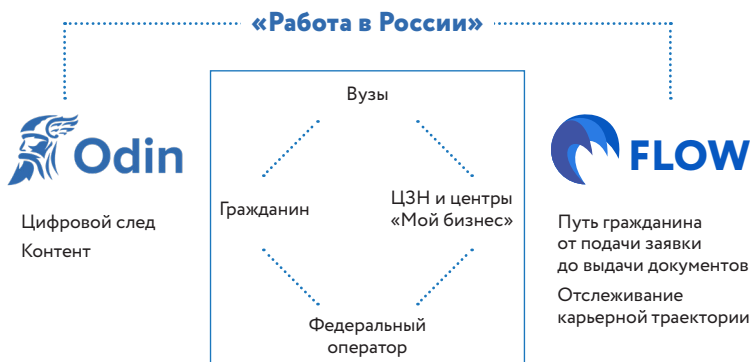 «Работа в России»
Odin
Цифровой след
Контент
Вузы
Гражданин
ЦЗН и центры
«Мой бизнес»
Федеральный
оператор
FLOW
Путь гражданина
от подачи заявки
до выдачи документов
Отслеживание
карьерной траектории